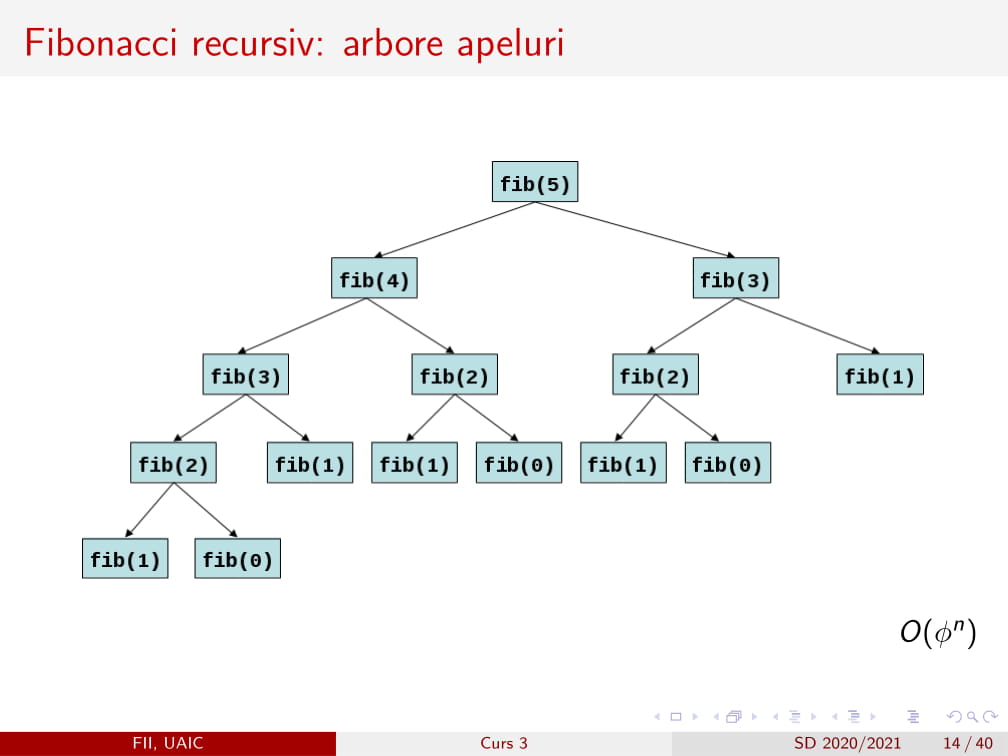 Fibonacci recursiv: arbore apeluri
fib(5)
fib(4) fib(3)
fib(3) fib(2) fib(2) fib(1)
fib(2) fib(1) fib(1) fib(0) fib(1) fib(0)
fib(1) fib(0)
O(ϕⁿ)
FII, UAIC Curs 3 SD 2020/2021 14 / 40